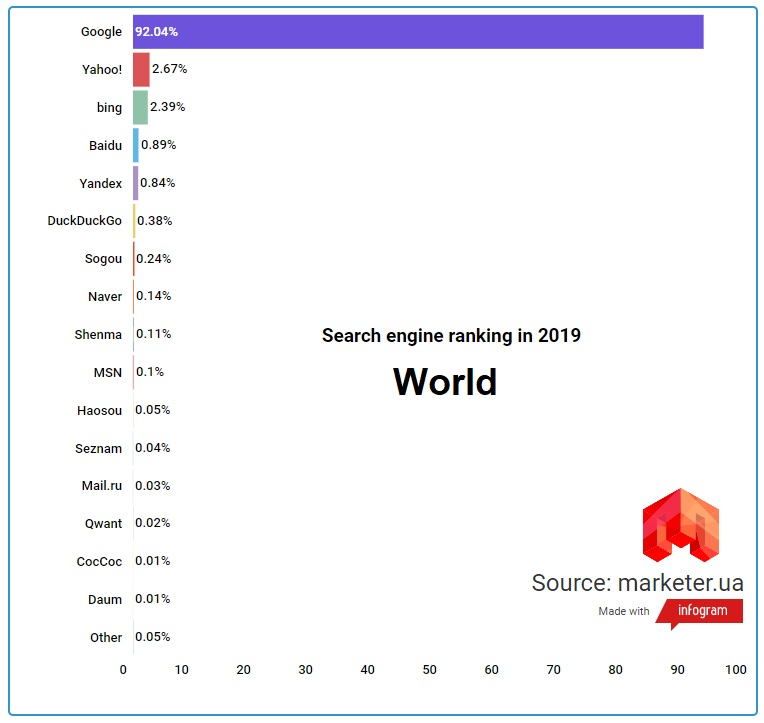 Google 92.04%
Yahoo! 2.67%
bing 2.39%
Baidu 0.89%
Yandex 0.84%
DuckDuckGo 0.38%
Sogou 0.24%
Naver 0.14%
Shenma 0.11%
MSN 0.1%
Haosou 0.05%
Seznam 0.04%
Mail.ru 0.03%
Qwant 0.02%
CocCoc 0.01%
Daum 0.01%
Other 0.05%
0 10 20 30 40 50 60 70 80 90 100
Search engine ranking in 2019
World
Source: marketer.ua
Made with infogram